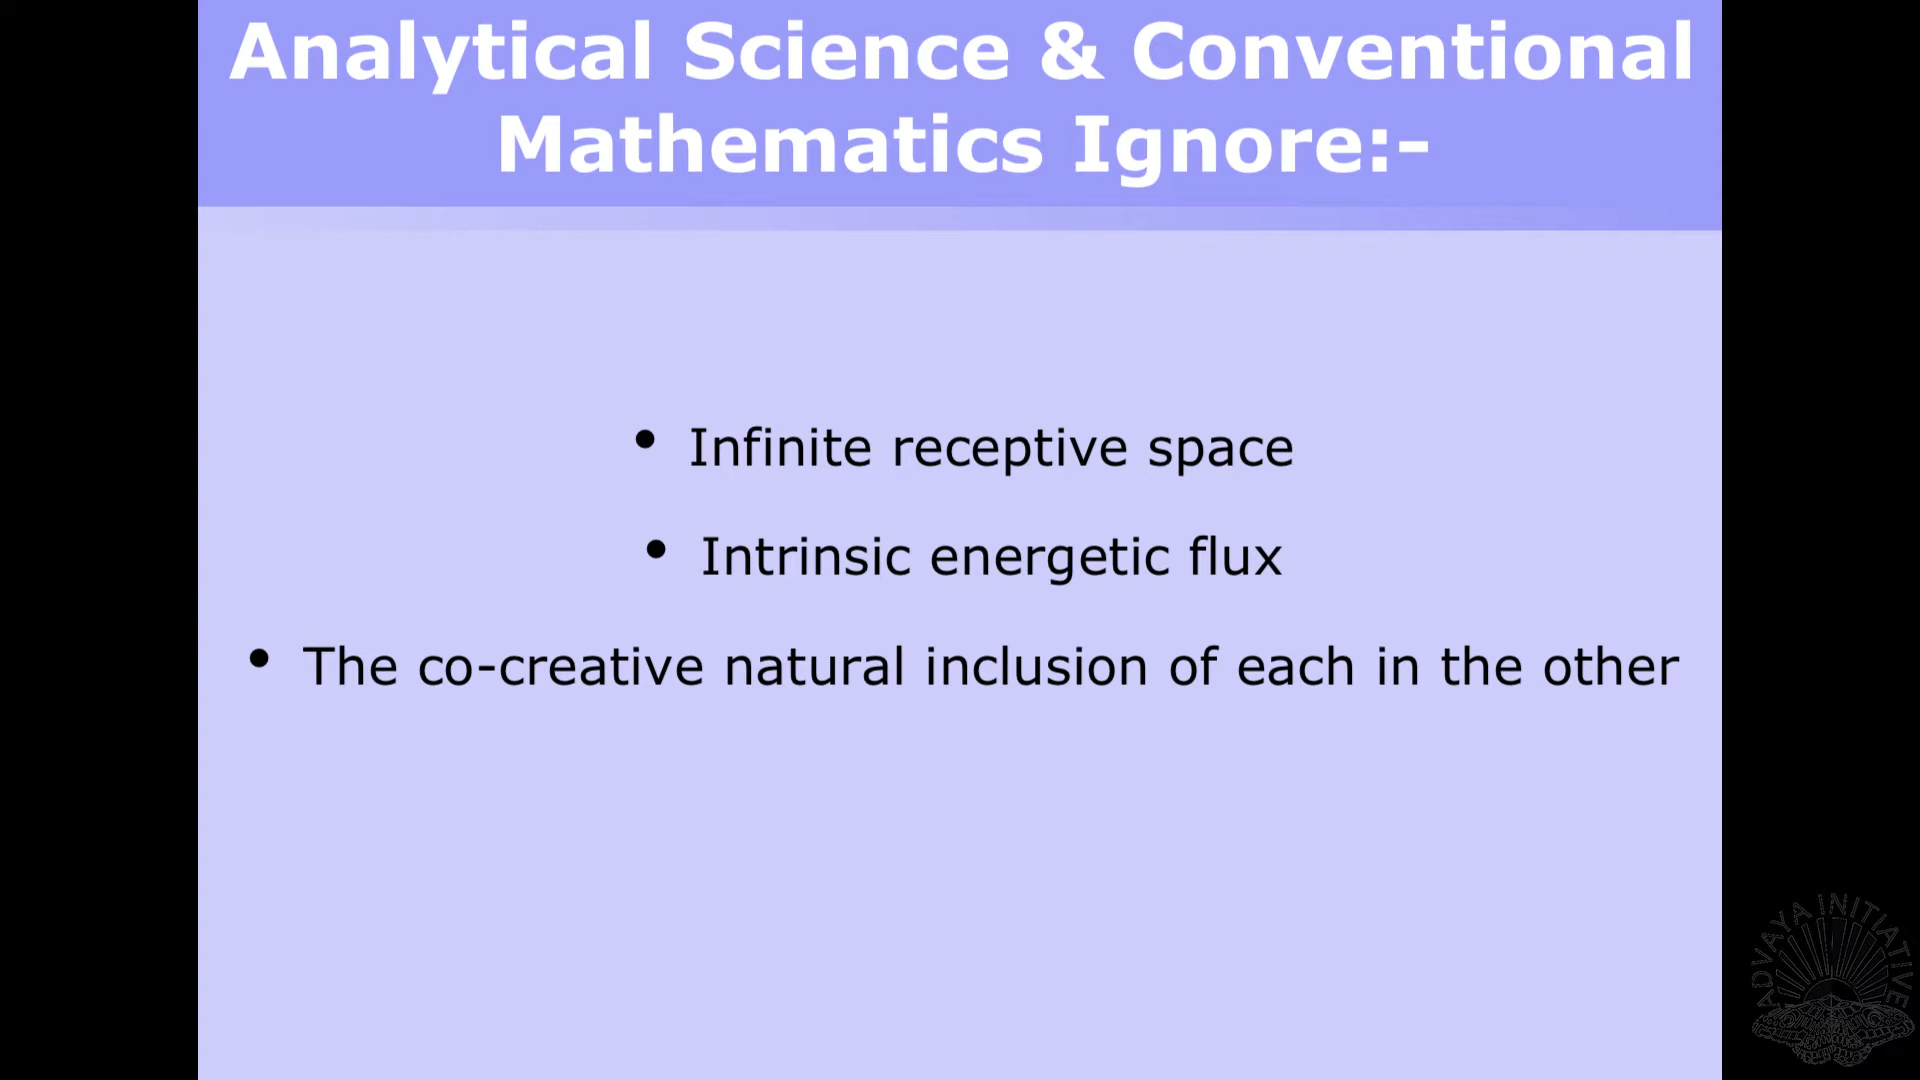 Analytical Science & Conventional
Mathematics Ignore:-
• Infinite receptive space
• Intrinsic energetic flux
• The co-creative natural inclusion of each in the other
ADVAYA INITIATIVE